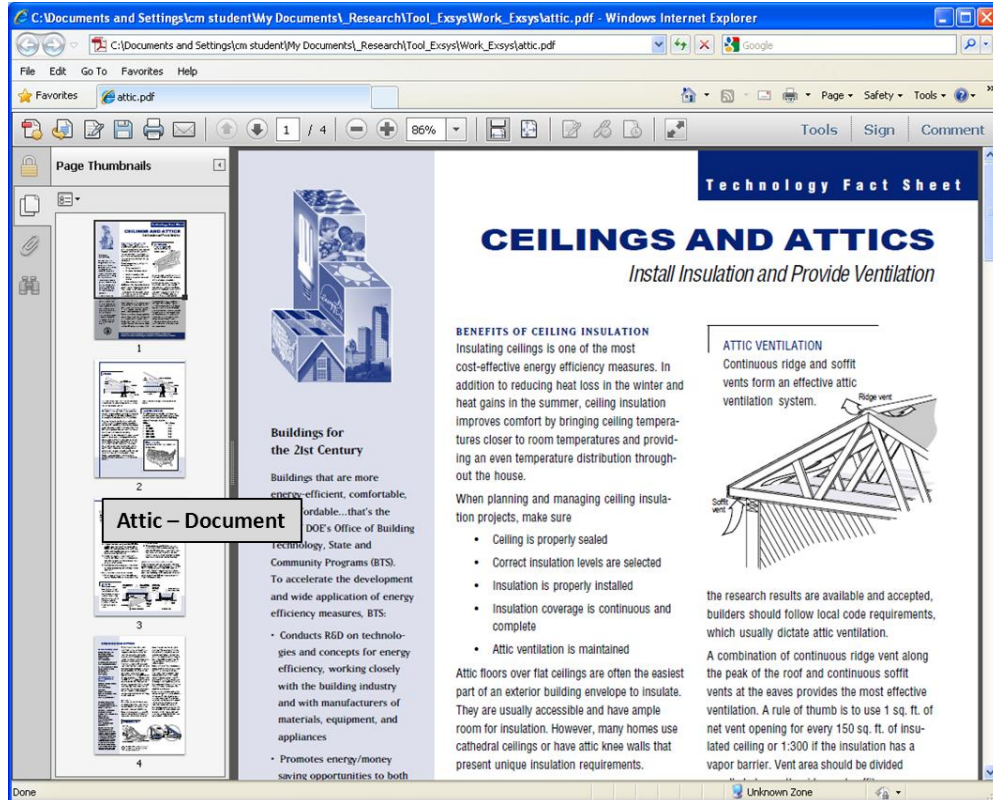 C:\Documents and Settings\cm student\My Documents\_Research\Tool_Exsys\Work_Exsys\attic.pdf - Windows Internet Explorer
C:\Documents and Settings\cm student\My Documents\_Research\Tool_Exsys\Work_Exsys\attic.pdf
Google
File Edit Go To Favorites Help
Favorites
attic.pdf
Page
Safety
Tools
1 / 4
86%
Tools
Sign
Comment
Page Thumbnails
1
2
3
4
Attic – Document
Buildings for
the 21st Century
Buildings that are more
energy-efficient, comfortable,
fordable...that's the
DOE's Office of Building
Technology, State and
Community Programs (BTS).
To accelerate the development
and wide application of energy
efficiency measures, BTS:
• Conducts R&D on technolo-
gies and concepts for energy
efficiency, working closely
with the building industry
and with manufacturers of
materials, equipment, and
appliances
• Promotes energy/money
saving opportunities to both
Technology Fact Sheet
CEILINGS AND ATTICS
Install Insulation and Provide Ventilation
BENEFITS OF CEILING INSULATION
Insulating ceilings is one of the most
cost-effective energy efficiency measures. In
addition to reducing heat loss in the winter and
heat gains in the summer, ceiling insulation
improves comfort by bringing ceiling tempera-
tures closer to room temperatures and provid-
ing an even temperature distribution through-
out the house.
When planning and managing ceiling insula-
tion projects, make sure
• Ceiling is properly sealed
• Correct insulation levels are selected
• Insulation is properly installed
• Insulation coverage is continuous and
complete
• Attic ventilation is maintained
Attic floors over flat ceilings are often the easiest
part of an exterior building envelope to insulate.
They are usually accessible and have ample
room for insulation. However, many homes use
cathedral ceilings or have attic knee walls that
present unique insulation requirements.
ATTIC VENTILATION
Continuous ridge and soffit
vents form an effective attic
ventilation system.
Ridge vent
Soffit
vent
the research results are available and accepted,
builders should follow local code requirements,
which usually dictate attic ventilation.
A combination of continuous ridge vent along
the peak of the roof and continuous soffit
vents at the eaves provides the most effective
ventilation. A rule of thumb is to use 1 sq. ft. of
net vent opening for every 150 sq. ft. of insu-
lated ceiling or 1:300 if the insulation has a
vapor barrier. Vent area should be divided
Done
Unknown Zone